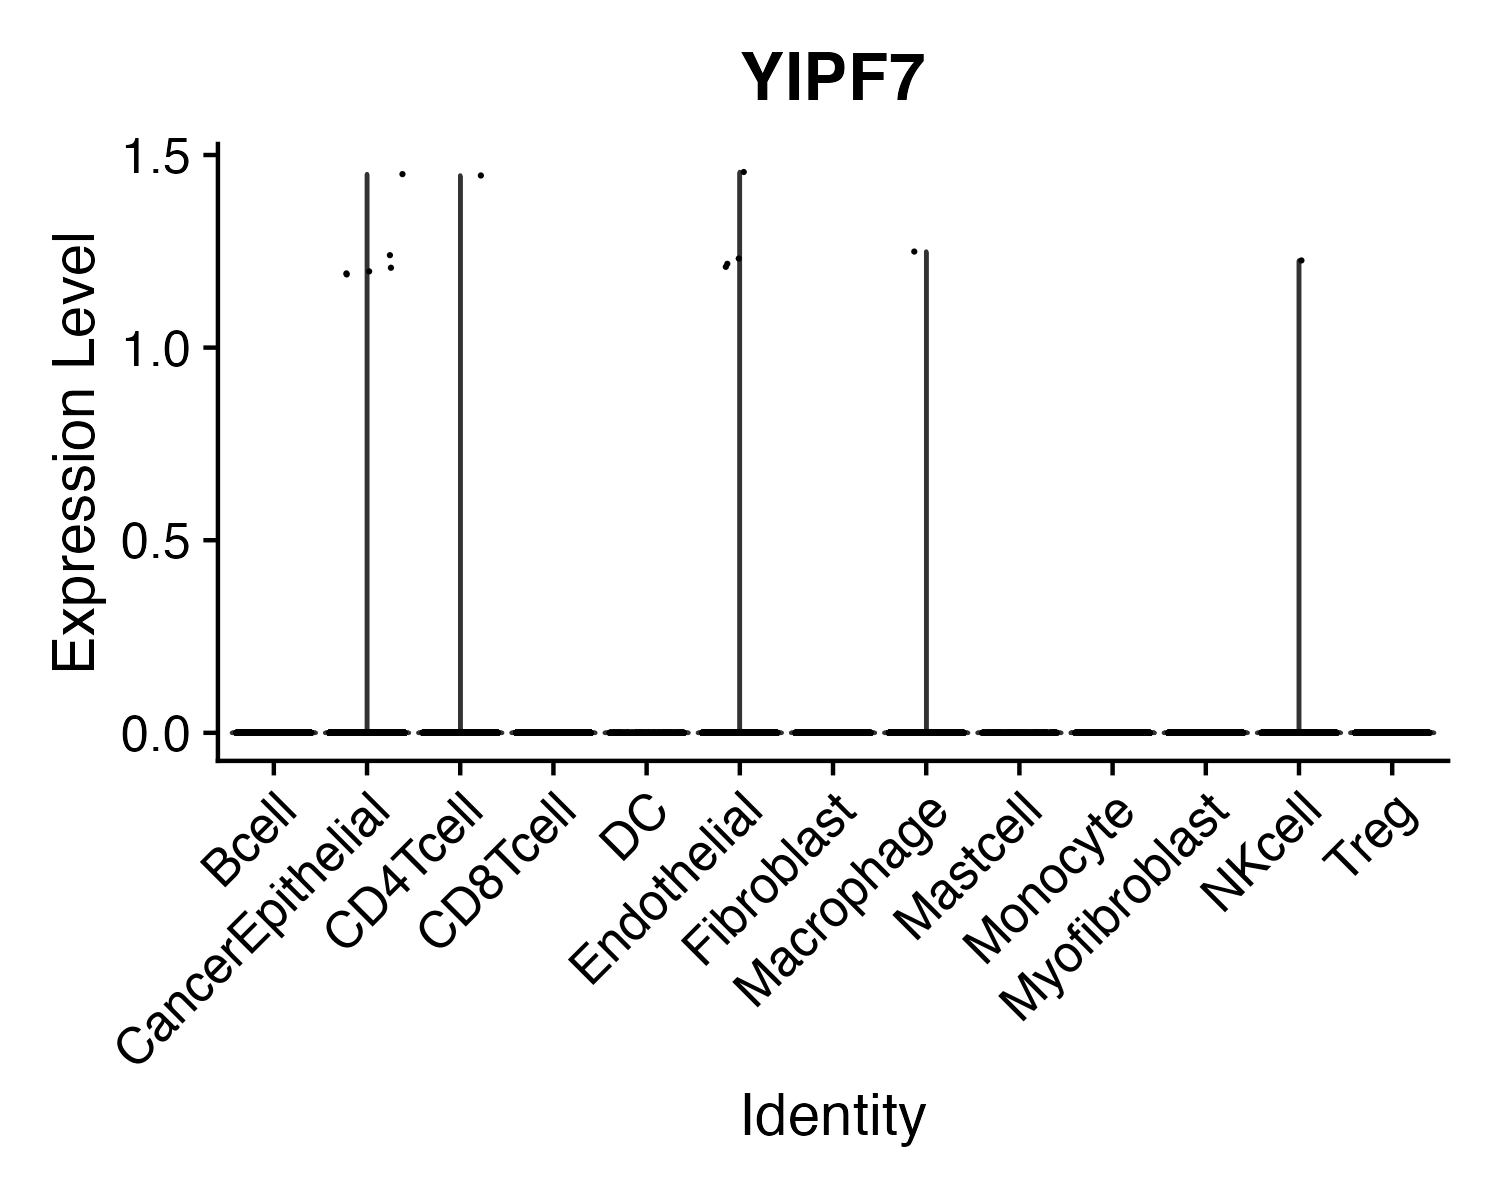 YIPF7
Expression Level
1.5
1.0
0.5
0.0
Bcell
CancerEpithelial
CD4Tcell
CD8Tcell
DC
Endothelial
Fibroblast
Macrophage
Mastcell
Monocyte
Myofibroblast
NKcell
Treg
Identity